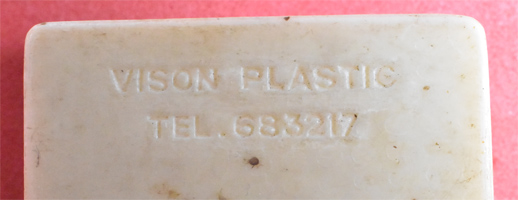 VISON PLASTIC
TEL. 683217